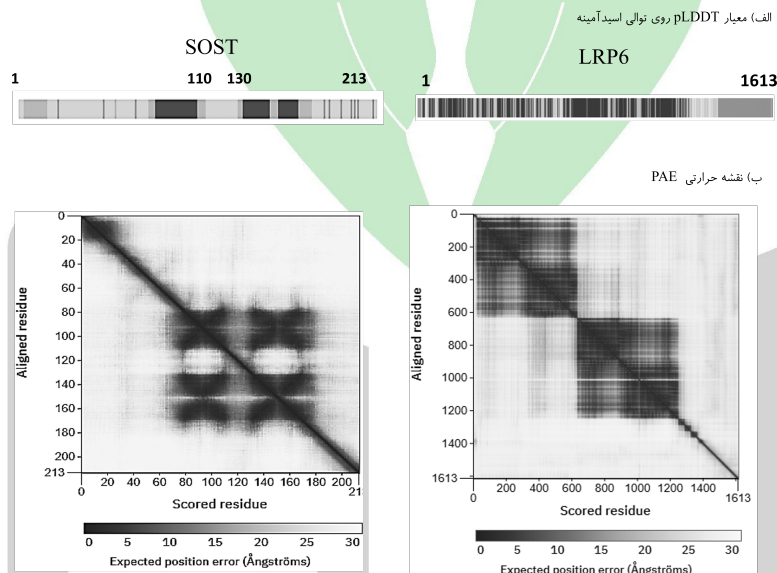 الف) معیار pLDDT روی توالی اسیدآمینه
SOST
LRP6
1 110 130 213
1 1613
ب) نقشه حرارتی PAE
0
20
40
60
80
100
120
140
160
180
200
213
Aligned residue
0 20 40 60 80 100 120 140 160 180 200 21
Scored residue
0 5 10 15 20 25 30
Expected position error (Ångströms)
0
200
400
600
800
1000
1200
1400
1613
Aligned residue
0 200 400 600 800 1000 1200 1400 1613
Scored residue
0 5 10 15 20 25 30
Expected position error (Ångströms)